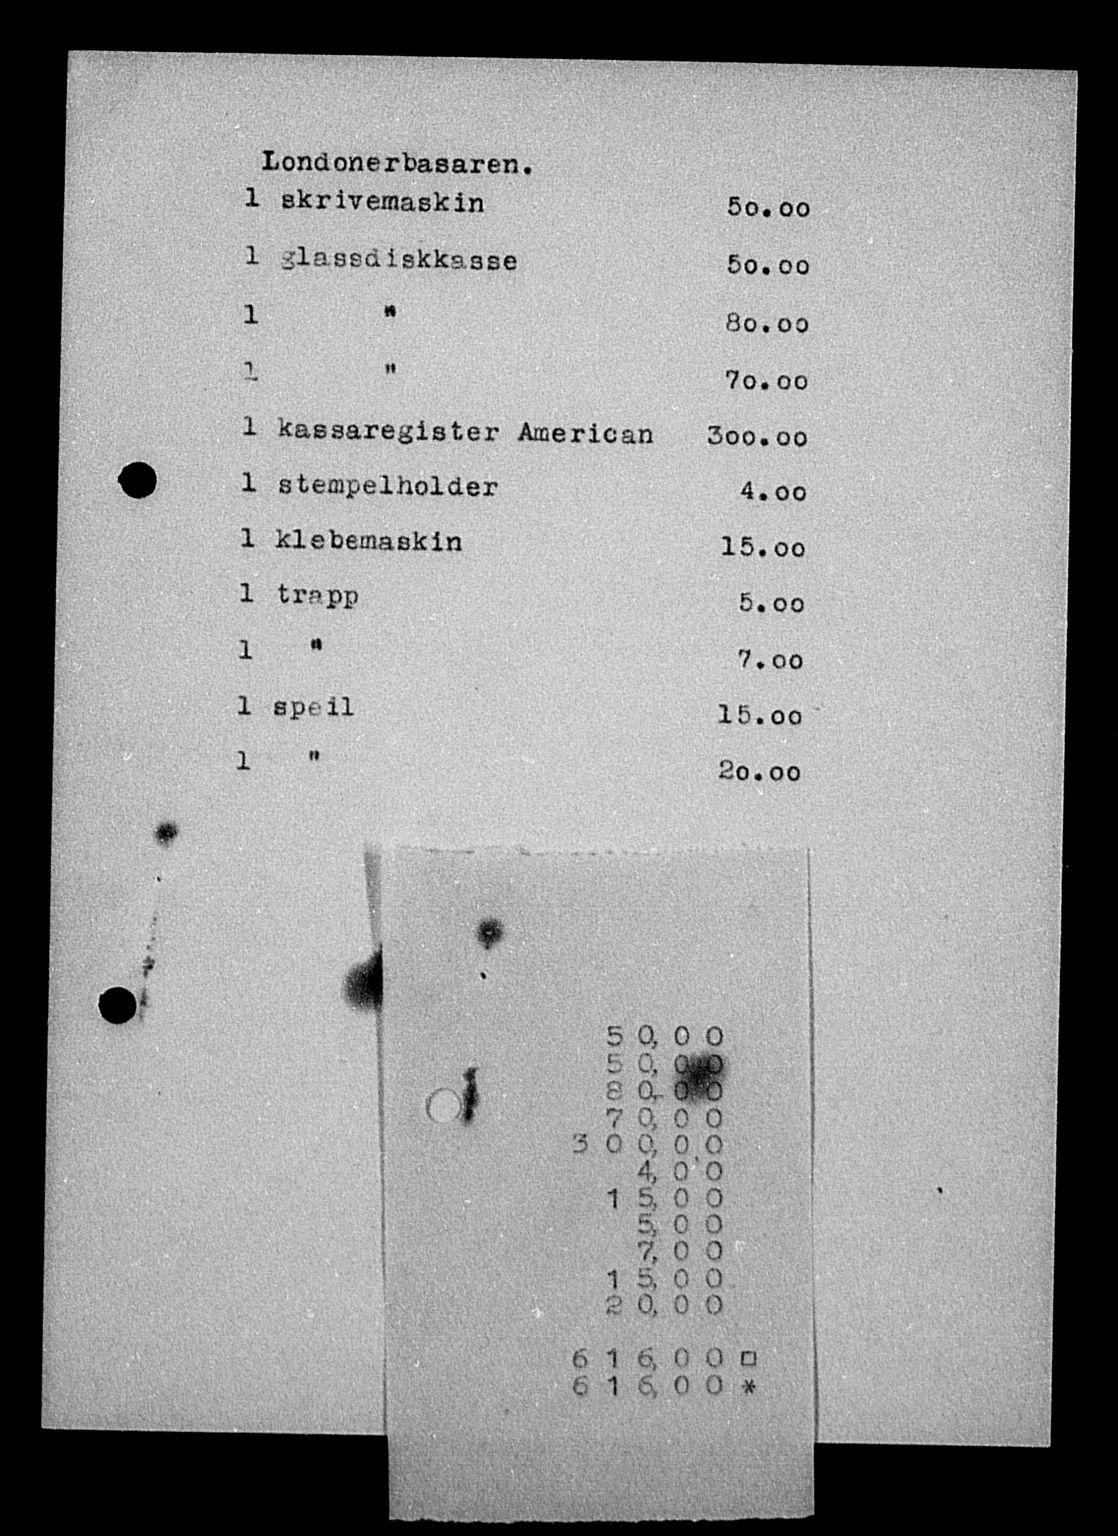 Londonerbasaren.
1 skrivemaskin 50.00
1 glassdiskkasse 50.00
1 " 80.00
1 " 70.00
1 kassaregister American 300.00
1 stempelholder 4.00
1 klebemaskin 15.00
1 trapp 5.00
1 " 7.00
1 speil 15.00
1 " 20.00
50,00
50,00
80,00
70,00
300,00
4,00
15,00
5,00
7,00
15,00
20,00
616,00 □
616,00 *